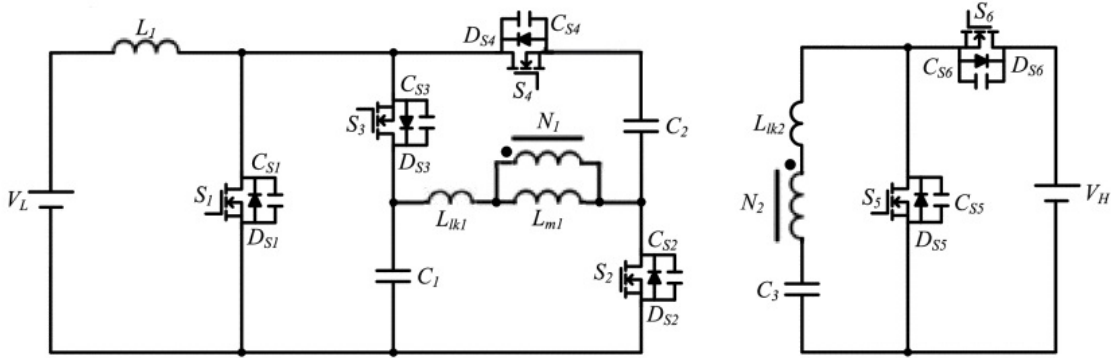 L1
CS4
DS4
S4
S6
CS6
DS6
CS3
S3
DS3
N1
C2
Llk2
VL
CS1
S1
DS1
Llk1
Lm1
C1
CS2
S2
DS2
N2
C3
S5
CS5
DS5
VH